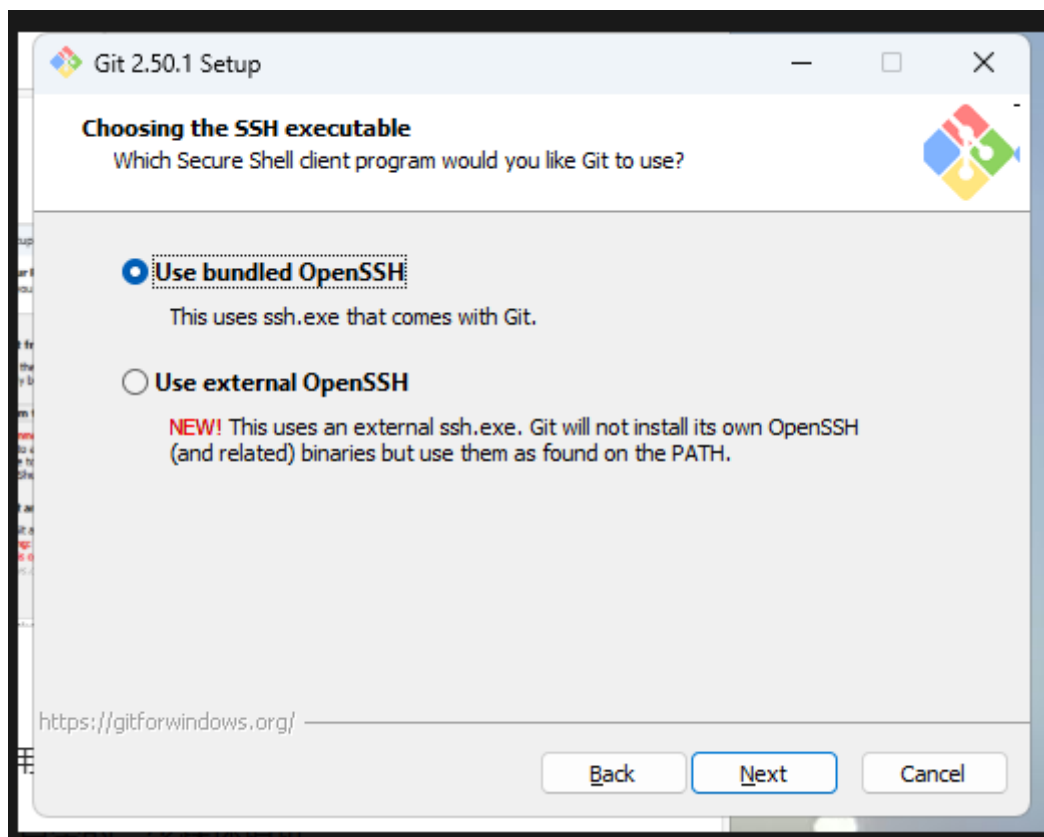 Git 2.50.1 Setup
Choosing the SSH executable
Which Secure Shell client program would you like Git to use?
Use bundled OpenSSH
This uses ssh.exe that comes with Git.
Use external OpenSSH
NEW! This uses an external ssh.exe. Git will not install its own OpenSSH
(and related) binaries but use them as found on the PATH.
https://gitforwindows.org/
Back
Next
Cancel